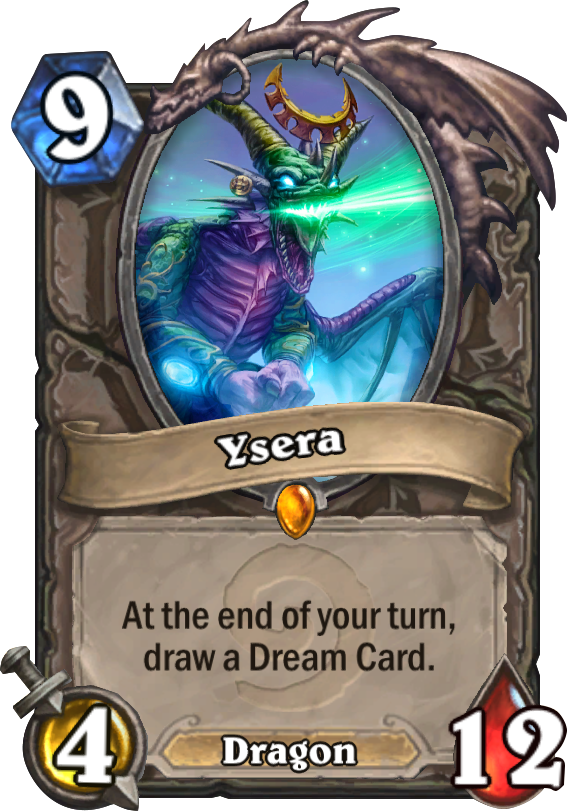 9
Ysera
At the end of your turn,
draw a Dream Card.
4
Dragon
12